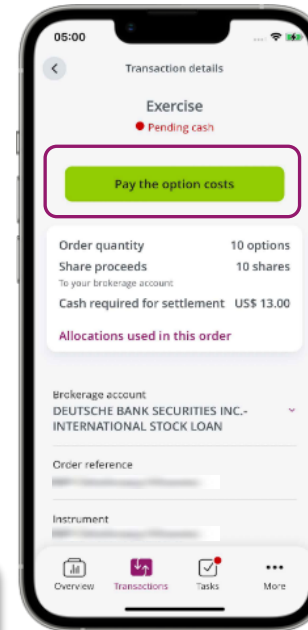 05:00
Transaction details
Exercise
Pending cash
Pay the option costs
Order quantity 10 options
Share proceeds 10 shares
To your brokerage account
Cash required for settlement US$ 13.00
Allocations used in this order
Brokerage account
DEUTSCHE BANK SECURITIES INC.-
INTERNATIONAL STOCK LOAN
Order reference
Instrument
Overview Transactions Tasks More